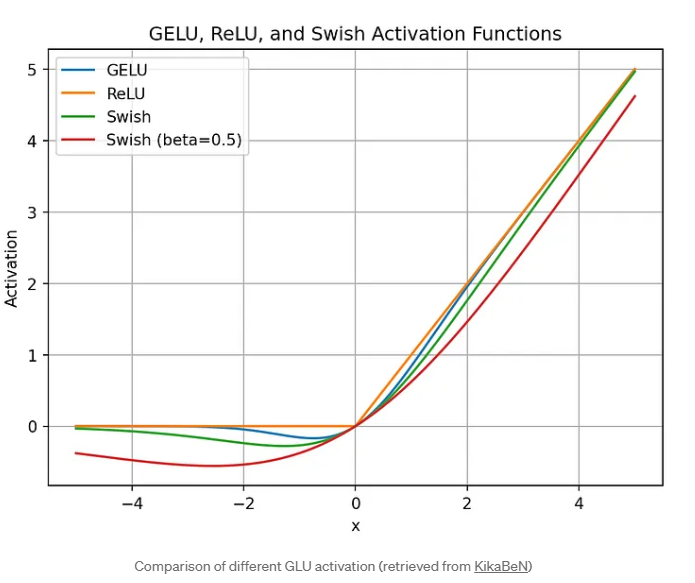 GELU, ReLU, and Swish Activation Functions
GELU
ReLU
Swish
Swish (beta=0.5)
5
4
3
2
1
0
Activation
−4
−2
0
2
4
x
Comparison of different GLU activation (retrieved from KikaBeN)